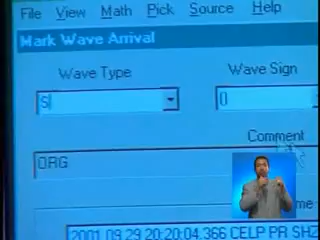 File View Math Pick Source Help
Mark Wave Arrival
Wave Type Wave Sign
S 0
Comment
ORG
me
2001 09 29 20:20:04.366 CELP PR SHZ